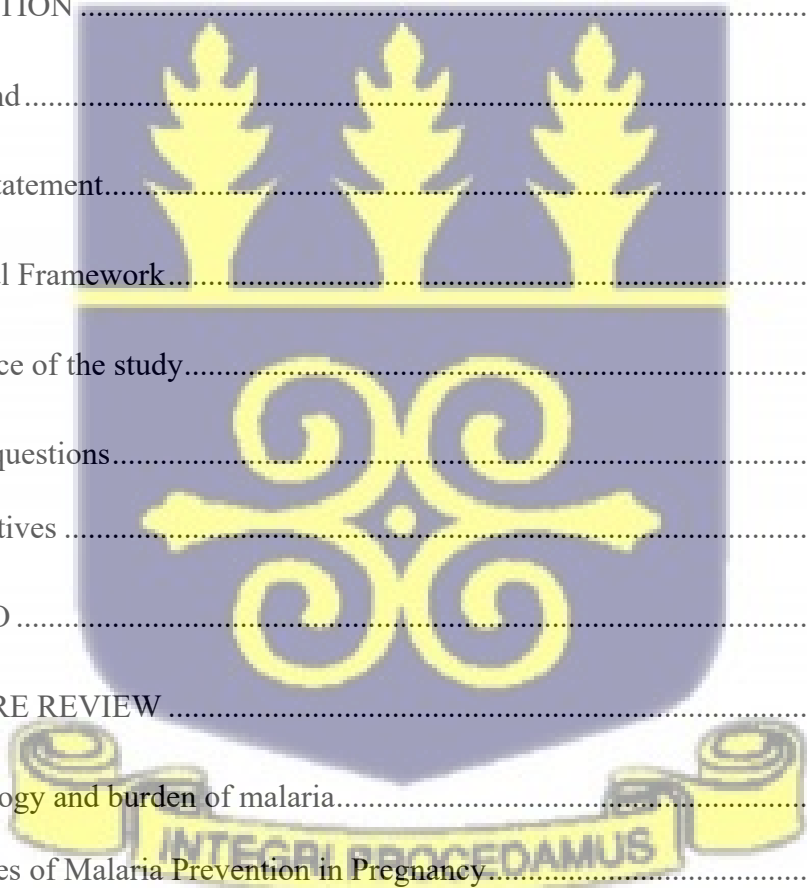 TION ........................................................................
nd ........................................................................
tatement ........................................................................
l Framework ........................................................................
ce of the study ........................................................................
questions ........................................................................
tives ........................................................................
O ........................................................................
RE REVIEW ........................................................................
ogy and burden of malaria ........................................................................
INTEGRI PROCEDAMUS
es of Malaria Prevention in Pregnancy ........................................................................